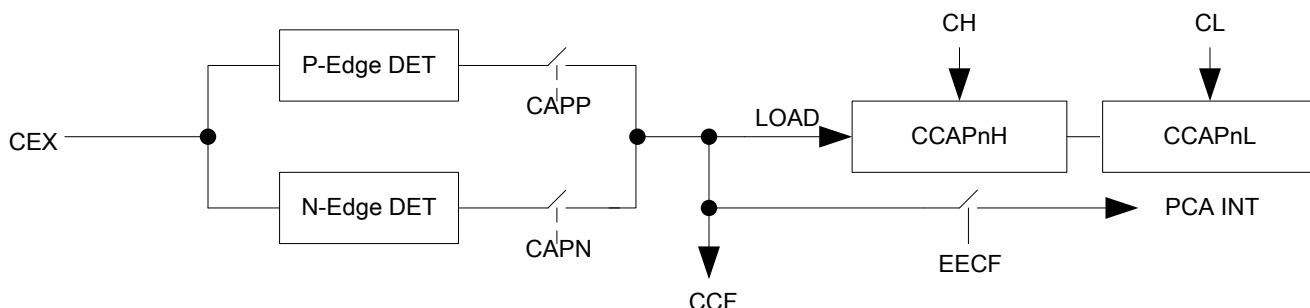 CH
CL
P-Edge DET
CAPP
CEX
LOAD
CCAPnH
CCAPnL
N-Edge DET
CAPN
PCA INT
EECF
CCF